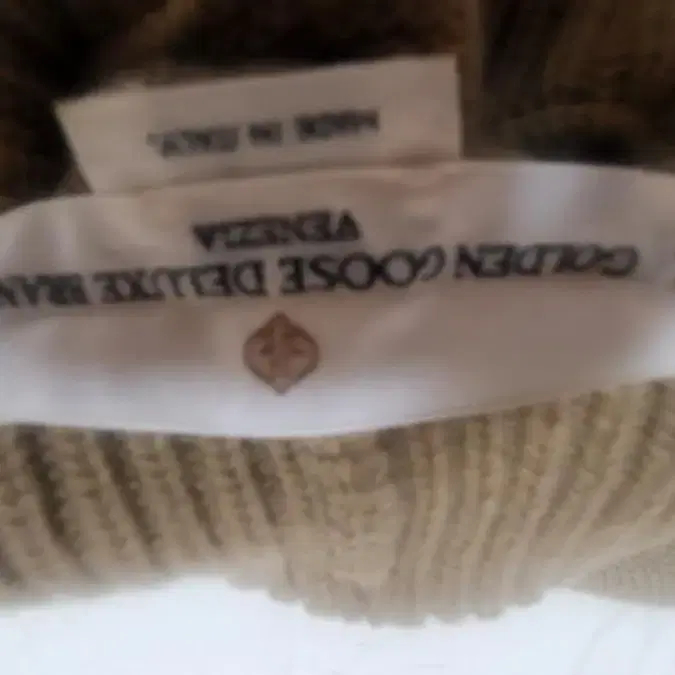 GOLDEN GOOSE DELUXE BRAN
VENEZIA
MADE IN ITALY.